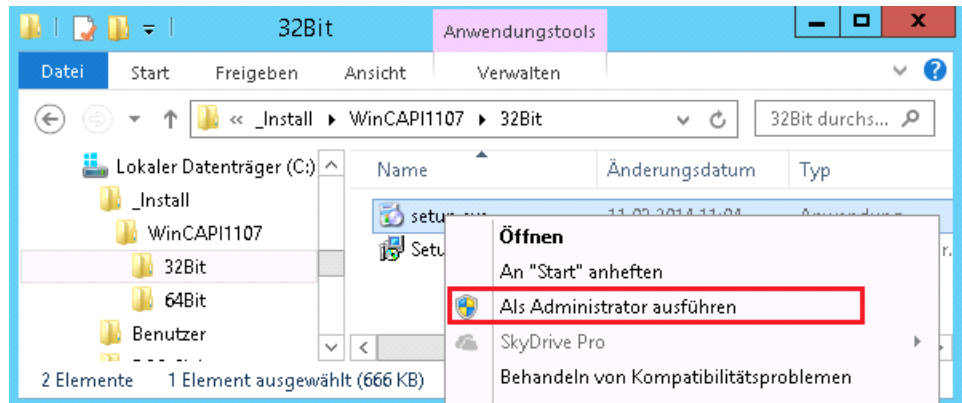 32Bit
Anwendungstools
Datei Start Freigeben Ansicht Verwalten
« _Install WinCAPI1107 32Bit
32Bit durchs...
Lokaler Datenträger (C:)
_Install
WinCAPI1107
32Bit
64Bit
Benutzer
Name Änderungsdatum Typ
Öffnen
An "Start" anheften
Als Administrator ausführen
SkyDrive Pro
Behandeln von Kompatibilitätsproblemen
2 Elemente 1 Element ausgewählt (666 KB)